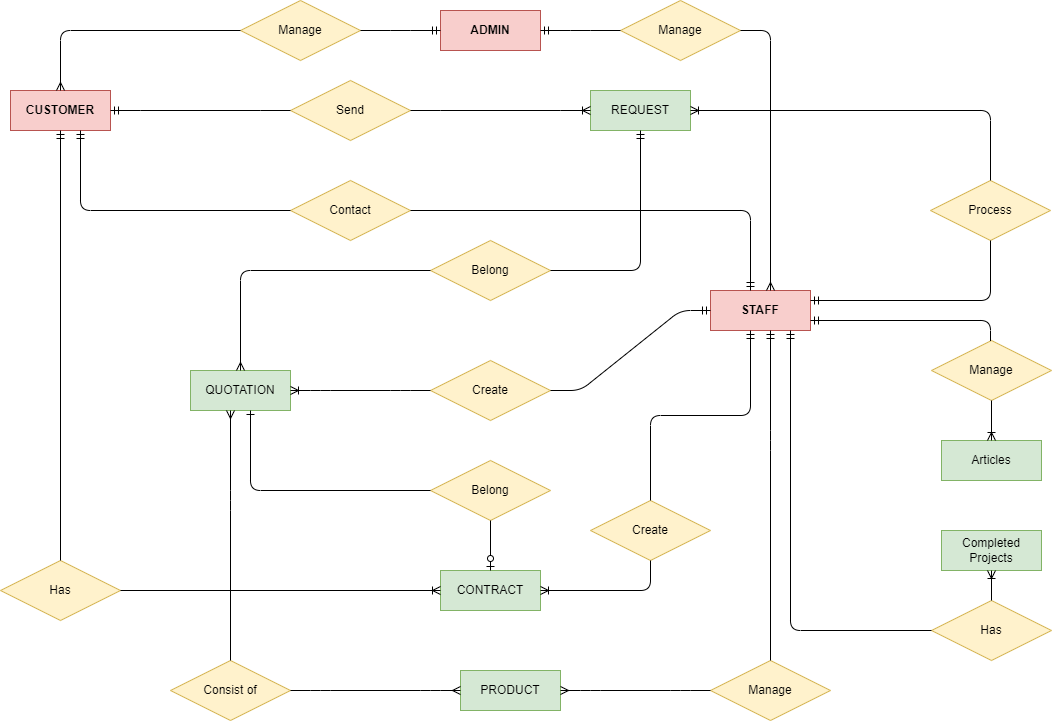 Manage
ADMIN
Manage
CUSTOMER
Send
REQUEST
Contact
Process
Belong
STAFF
Manage
QUOTATION
Create
Articles
Belong
Create
Completed
Projects
Has
CONTRACT
Has
Consist of
PRODUCT
Manage